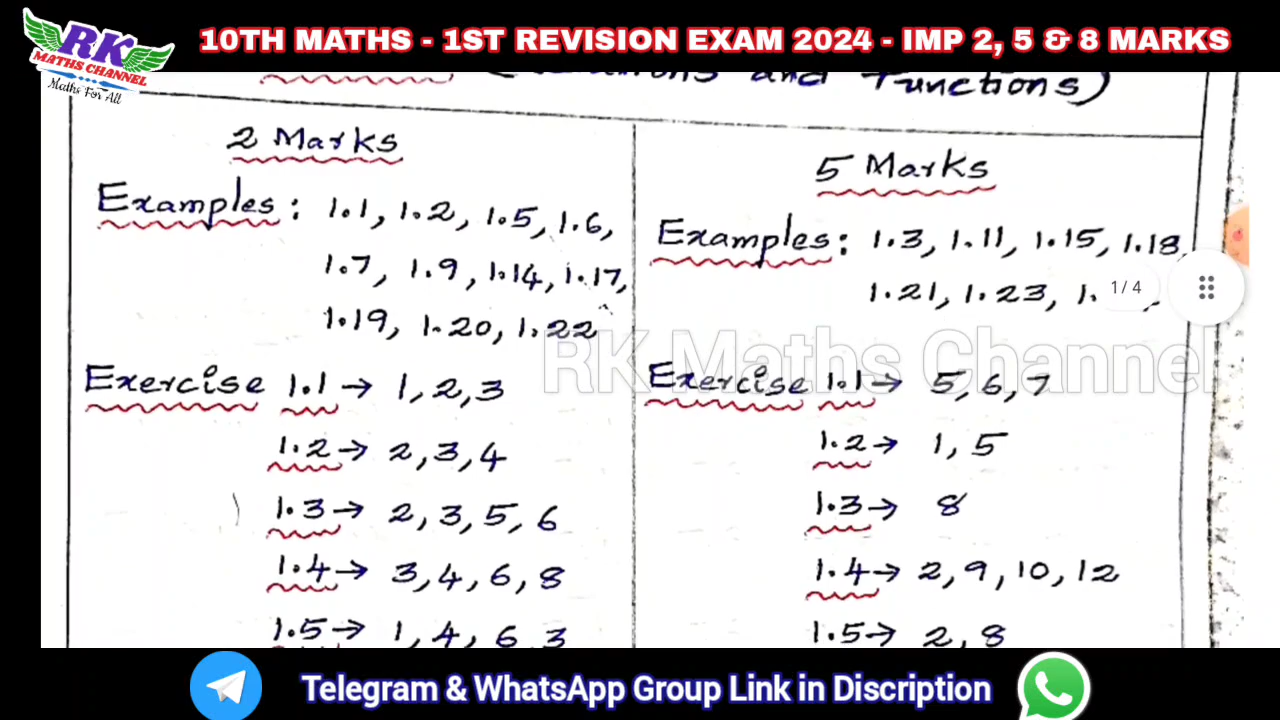 RK
MATHS CHANNEL
Maths For All
10TH MATHS - 1ST REVISION EXAM 2024 - IMP 2, 5 & 8 MARKS
and Functions)
2 Marks
Examples : 1.1, 1.2, 1.5, 1.6,
1.7, 1.9, 1.14, 1.17,
1.19, 1.20, 1.22
Exercise 1.1 → 1, 2, 3
1.2 → 2, 3, 4
1.3 → 2, 3, 5, 6
1.4 → 3, 4, 6, 8
1.5 → 1, 4, 6, 3
5 Marks
Examples : 1.3, 1.11, 1.15, 1.18,
1.21, 1.23, 1.
1 / 4
Exercise 1.1 → 5, 6, 7
1.2 → 1, 5
1.3 → 8
1.4 → 2, 9, 10, 12
1.5 → 2, 8
RK Maths Channel
Telegram & WhatsApp Group Link in Discription